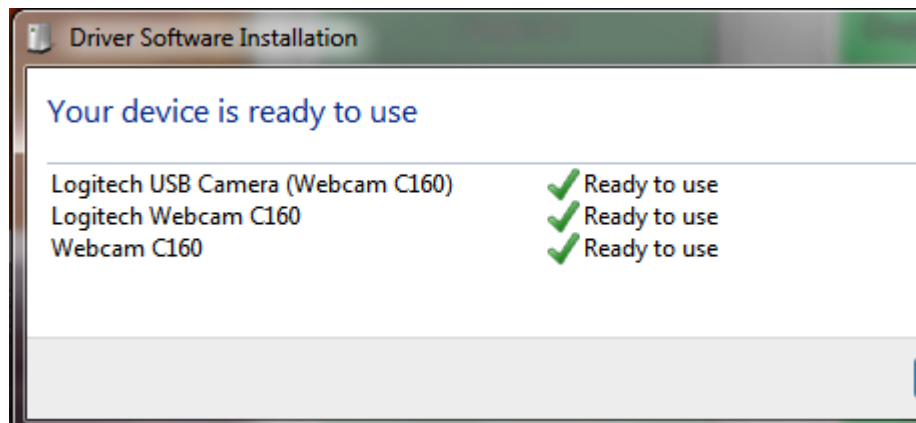 Driver Software Installation
Your device is ready to use
Logitech USB Camera (Webcam C160) Ready to use
Logitech Webcam C160 Ready to use
Webcam C160 Ready to use